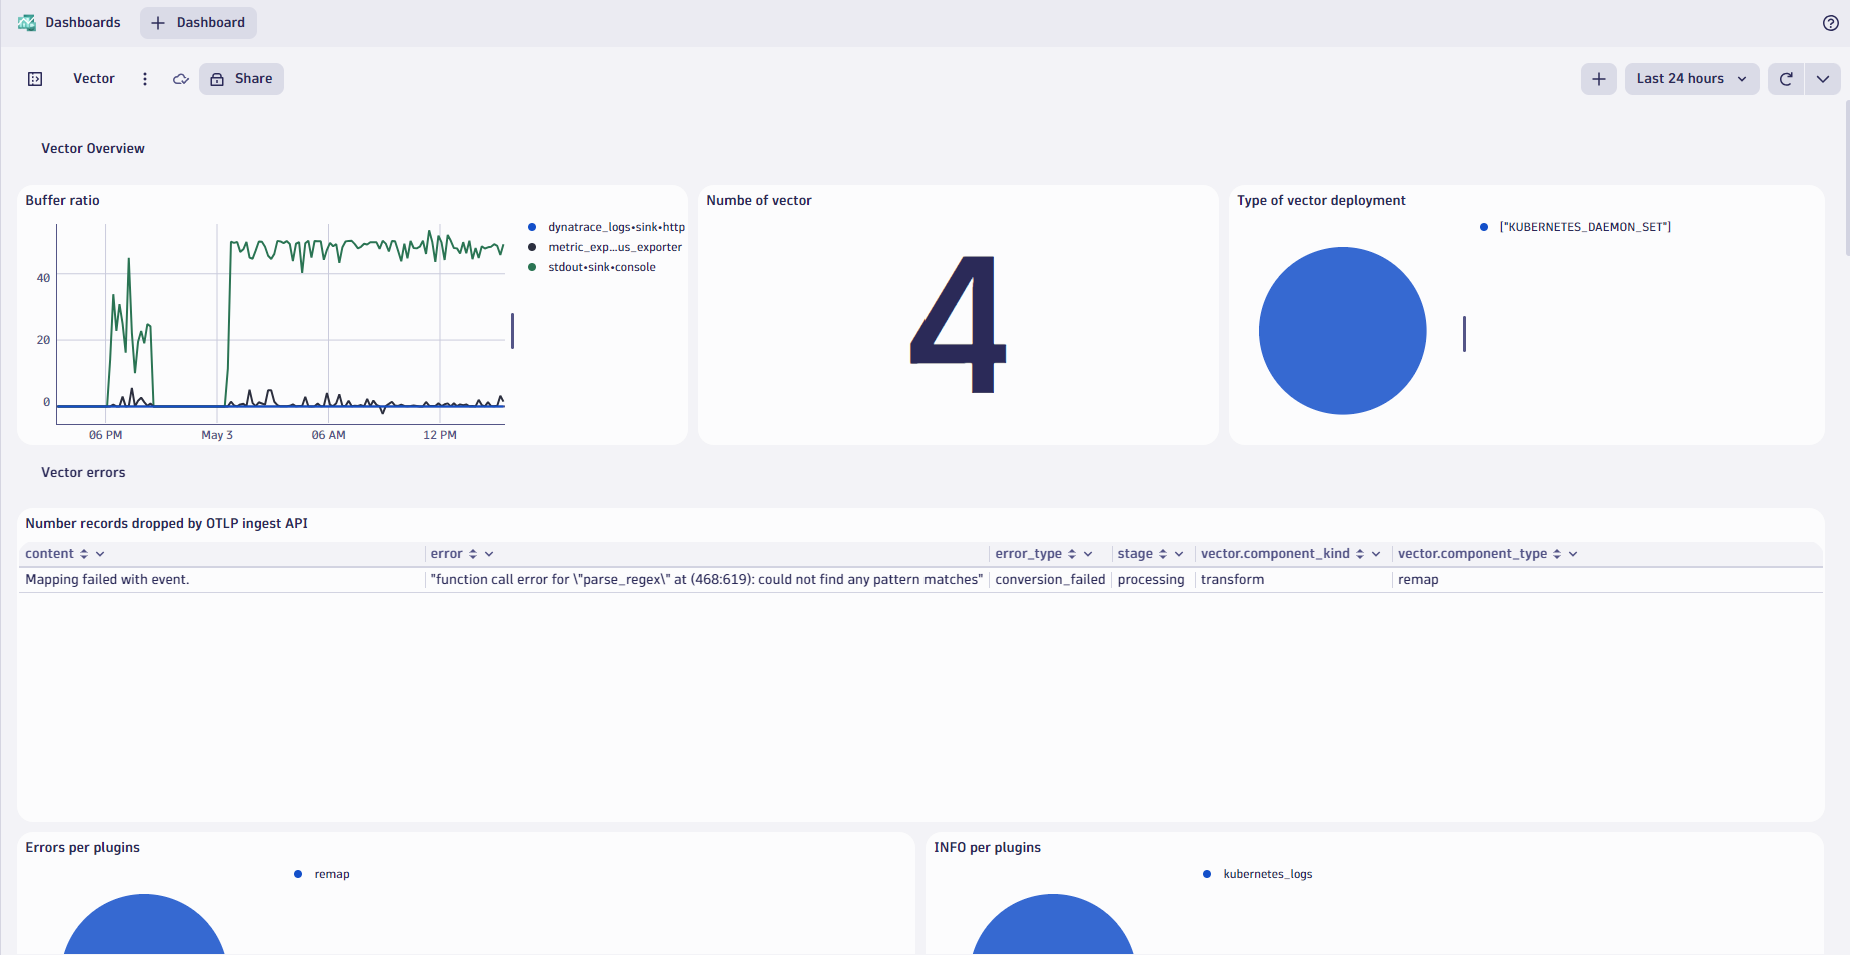 Dashboards
Dashboard
Vector
Share
Last 24 hours
Vector Overview
Buffer ratio
40
20
0
06 PM
May 3
06 AM
12 PM
dynatrace_logs•sink•http
metric_exp...us_exporter
stdout•sink•console
Numbe of vector
4
Type of vector deployment
["KUBERNETES_DAEMON_SET"]
Vector errors
Number records dropped by OTLP ingest API
content error error_type stage vector.component_kind vector.component_type
Mapping failed with event. "function call error for \"parse_regex\" at (468:619): could not find any pattern matches" conversion_failed processing transform remap
Errors per plugins
remap
INFO per plugins
kubernetes_logs